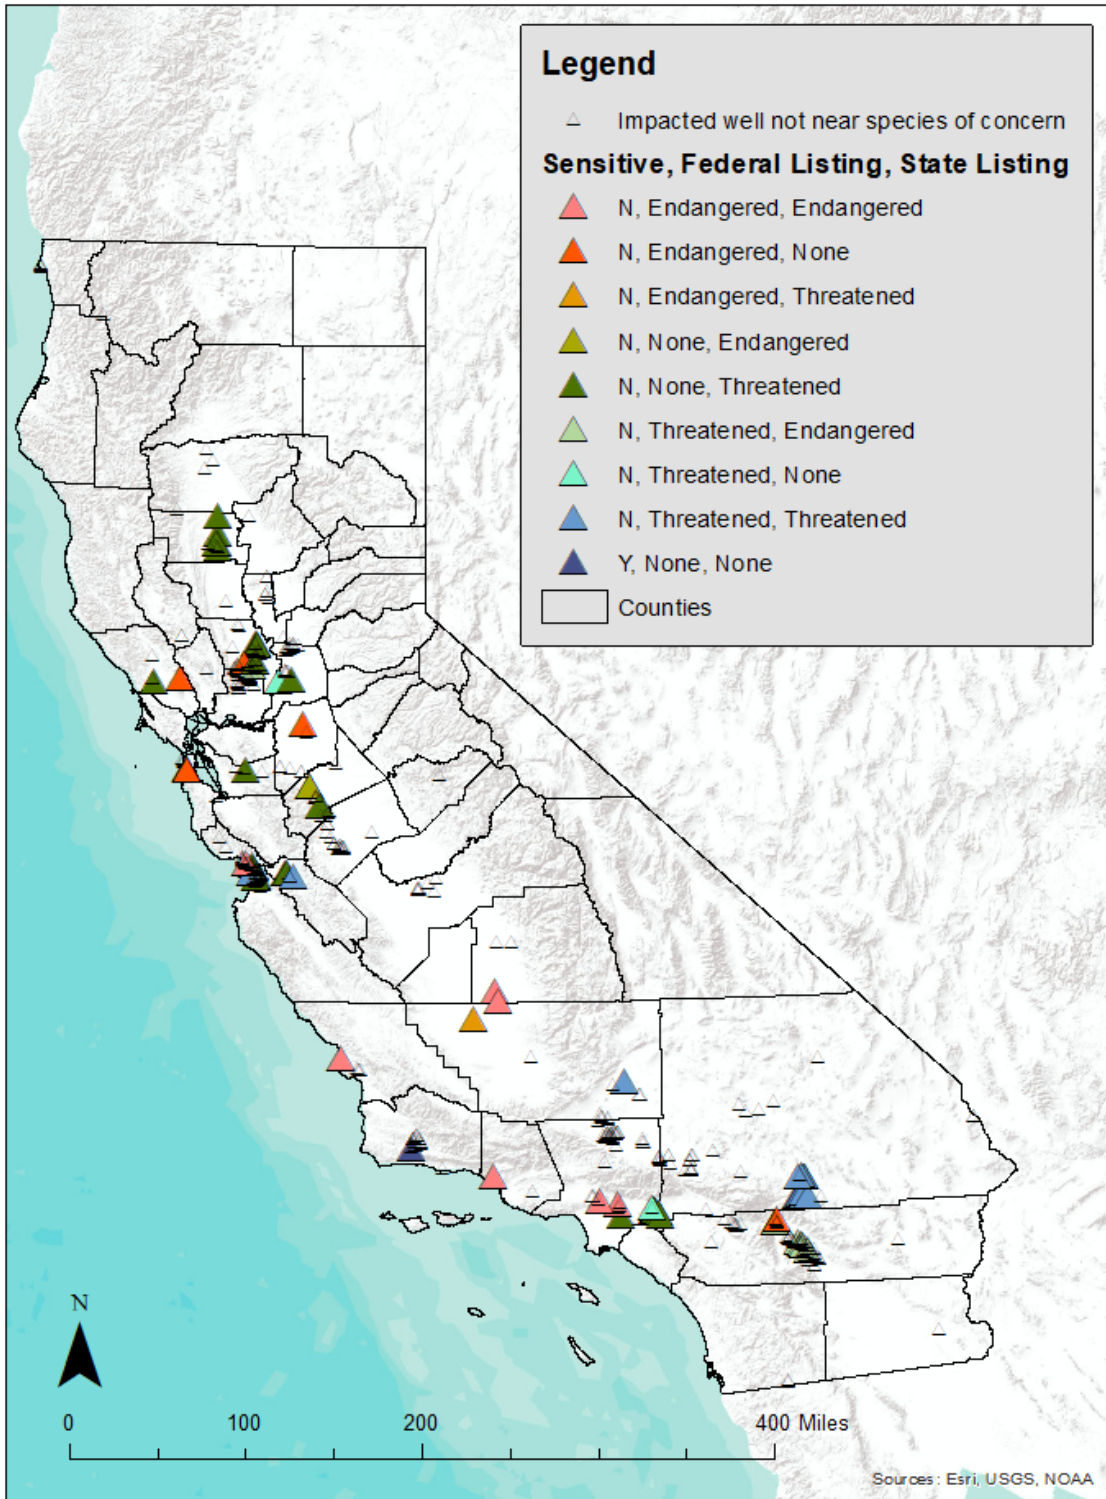 Legend
Impacted well not near species of concern
Sensitive, Federal Listing, State Listing
N, Endangered, Endangered
N, Endangered, None
N, Endangered, Threatened
N, None, Endangered
N, None, Threatened
N, Threatened, Endangered
N, Threatened, None
N, Threatened, Threatened
Y, None, None
Counties
N
0 100 200 400 Miles
Sources: Esri, USGS, NOAA